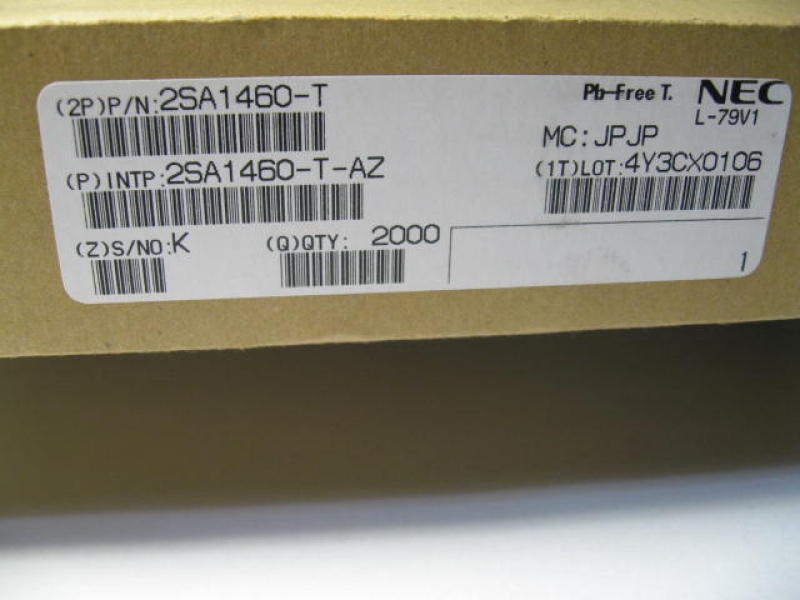 (2P)P/N:2SA1460-T
Pb-Free T. NEC
L-79V1
MC:JPJP
(P)INTP:2SA1460-T-AZ
(1T)LOT:4Y3CX0106
(Z)S/NO:K
(Q)QTY: 2000
1